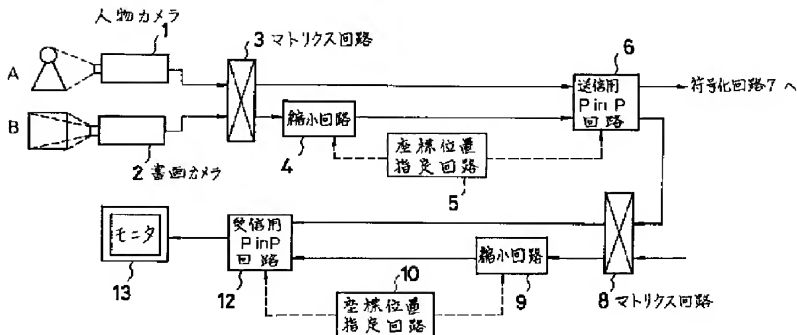 人物カメラ
1
A
3 マトリクス回路
6
送信用
PinP
回路
符号化回路7へ
B
縮小回路
4
2 書画カメラ
座標位置
指定回路
5
モニタ
13
受信用
PinP
回路
12
縮小回路
9
10
座標位置
指定回路
8 マトリクス回路